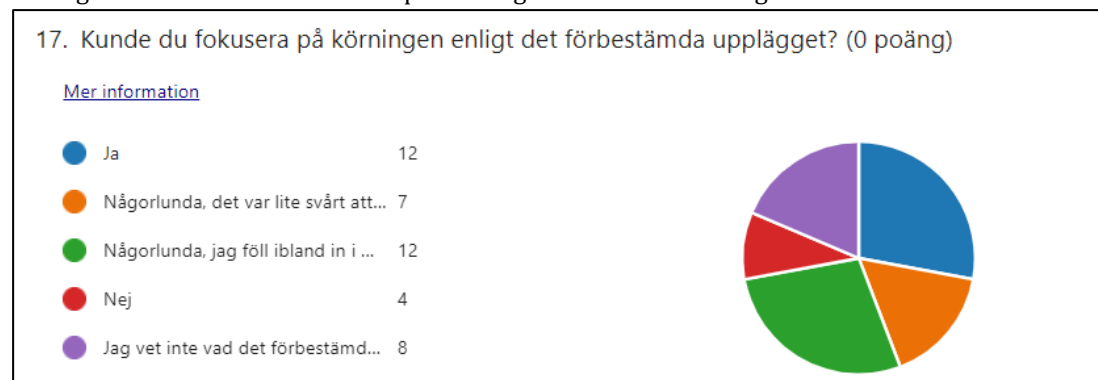 17. Kunde du fokusera på körningen enligt det förbestämda upplägget? (0 poäng)
Mer information
Ja 12
Någorlunda, det var lite svårt att... 7
Någorlunda, jag föll ibland in i ... 12
Nej 4
Jag vet inte vad det förbestämd... 8